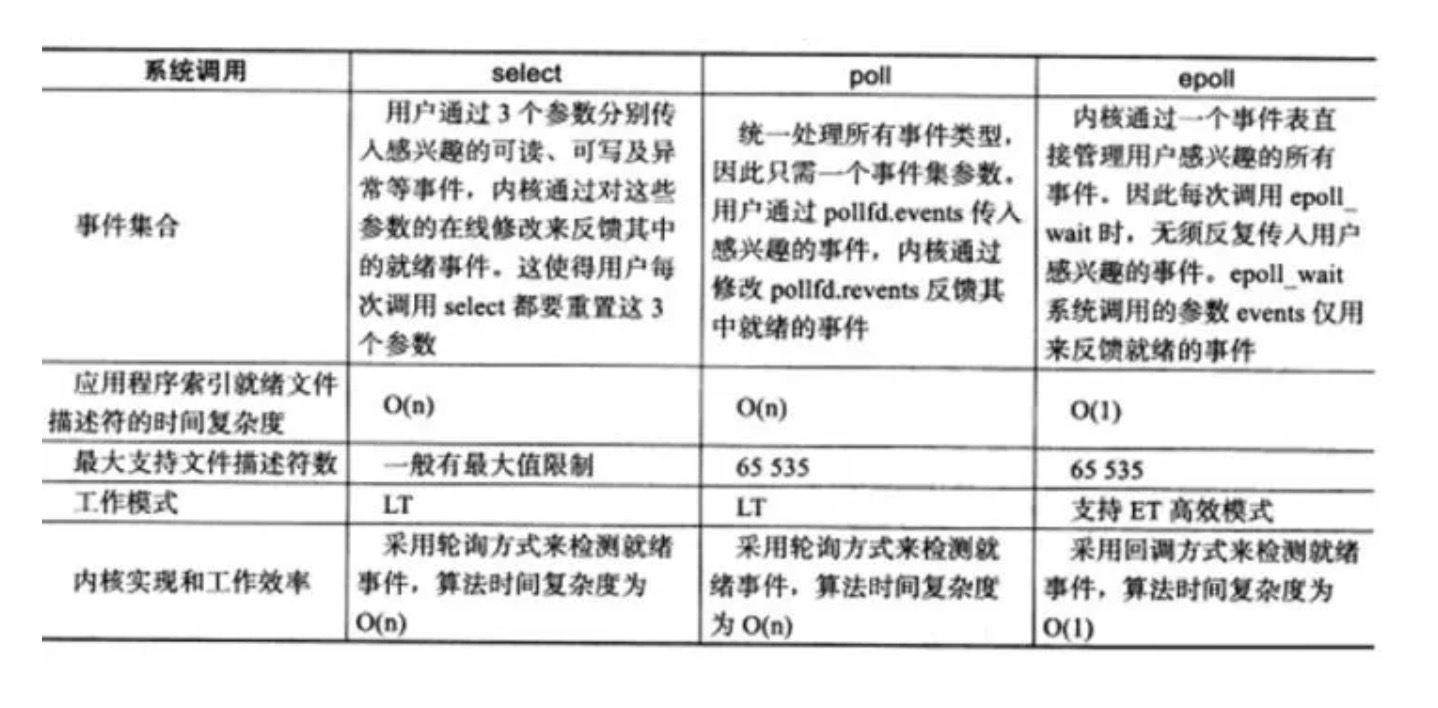 系统调用
select
poll
epoll
事件集合
用户通过 3 个参数分别传
入感兴趣的可读、可写及异
常等事件，内核通过对这些
参数的在线修改来反馈其中
的就绪事件。这使得用户每
次调用 select 都要重置这 3
个参数
统一处理所有事件类型，
因此只需一个事件集参数。
用户通过 pollfd.events 传入
感兴趣的事件，内核通过
修改 pollfd.revents 反馈其
中就绪的事件
内核通过一个事件表直
接管理用户感兴趣的所有
事件。因此每次调用 epoll_
wait 时，无须反复传入用户
感兴趣的事件。epoll_wait
系统调用的参数 events 仅用
来反馈就绪的事件
应用程序索引就绪文件
描述符的时间复杂度
O(n)
O(n)
O(1)
最大支持文件描述符数
一般有最大值限制
65 535
65 535
工作模式
LT
LT
支持 ET 高效模式
内核实现和工作效率
采用轮询方式来检测就绪
事件，算法时间复杂度为
O(n)
采用轮询方式来检测就
绪事件，算法时间复杂度
为 O(n)
采用回调方式来检测就绪
事件，算法时间复杂度为
O(1)